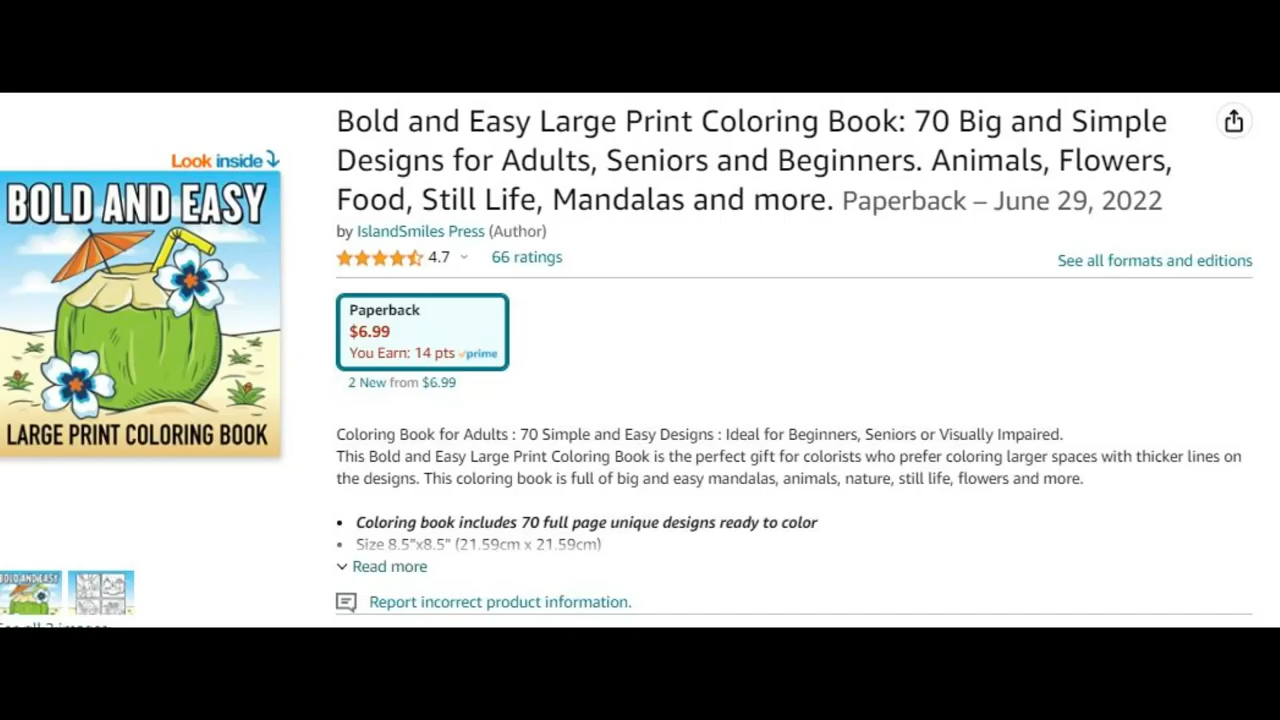 Look inside
BOLD AND EASY
LARGE PRINT COLORING BOOK
Bold and Easy Large Print Coloring Book: 70 Big and Simple
Designs for Adults, Seniors and Beginners. Animals, Flowers,
Food, Still Life, Mandalas and more. Paperback – June 29, 2022
by IslandSmiles Press (Author)
4.7 66 ratings
See all formats and editions
Paperback
$6.99
You Earn: 14 pts prime
2 New from $6.99
Coloring Book for Adults : 70 Simple and Easy Designs : Ideal for Beginners, Seniors or Visually Impaired.
This Bold and Easy Large Print Coloring Book is the perfect gift for colorists who prefer coloring larger spaces with thicker lines on
the designs. This coloring book is full of big and easy mandalas, animals, nature, still life, flowers and more.
• Coloring book includes 70 full page unique designs ready to color
• Size 8.5"x8.5" (21.59cm x 21.59cm)
Read more
Report incorrect product information.
BOLD AND EASY